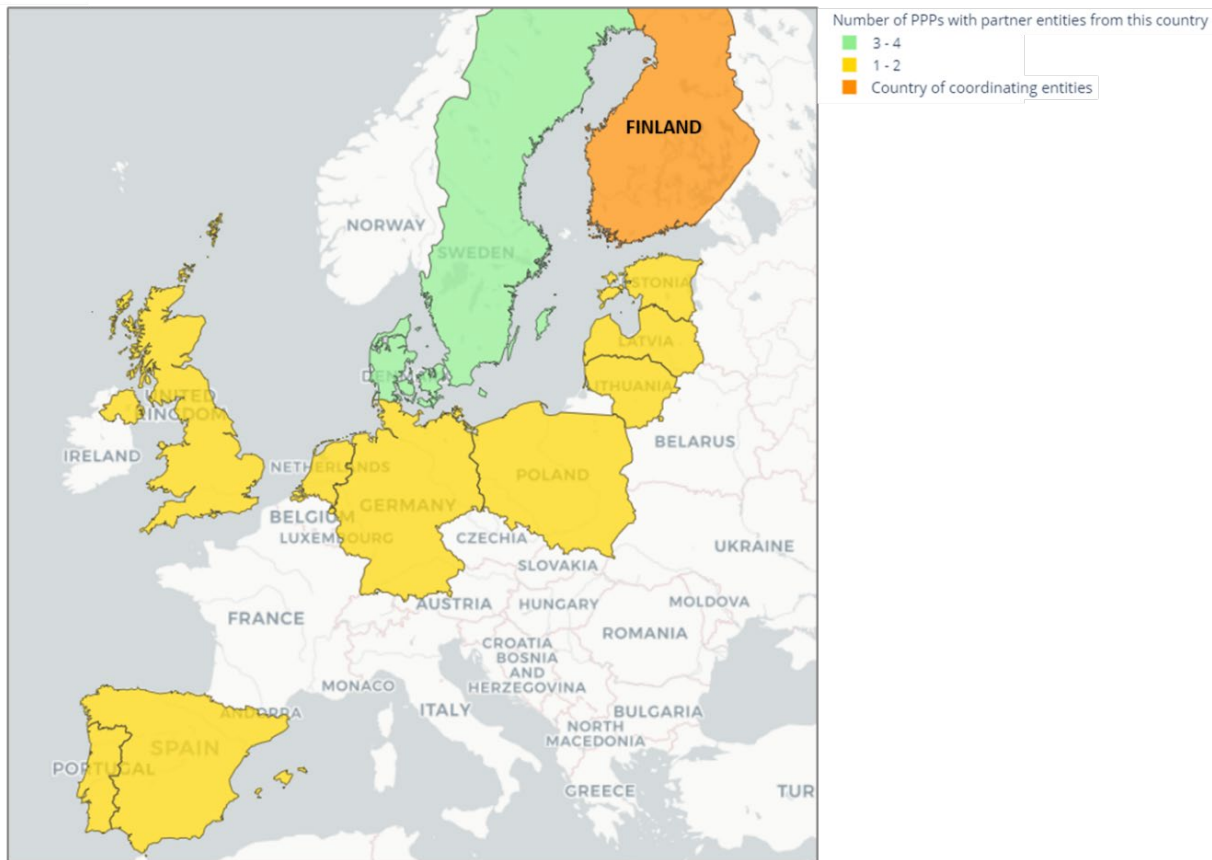 Number of PPPs with partner entities from this country
3 - 4
1 - 2
Country of coordinating entities
FINLAND
NORWAY
SWEDEN
ESTONIA
LATVIA
DENMARK
LITHUANIA
UNITED
KINGDOM
IRELAND
BELARUS
NETHERLANDS
POLAND
GERMANY
BELGIUM
LUXEMBOURG
CZECHIA
UKRAINE
SLOVAKIA
AUSTRIA
HUNGARY
MOLDOVA
FRANCE
ROMANIA
CROATIA
BOSNIA
AND
HERZEGOVINA
MONACO
ITALY
ANDORRA
BULGARIA
NORTH
MACEDONIA
SPAIN
PORTUGAL
GREECE
TUR